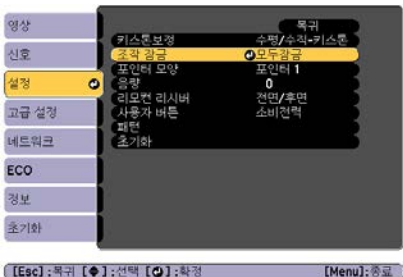 영상
신호
설정
고급 설정
네트워크
ECO
정보
초기화
복귀
키스톤보정 수평/수직-키스톤
조작 잠금 모두잠금
포인터 모양 포인터 1
음량 0
리모컨 리시버 전면/후면
사용자 버튼 소비전력
패턴
초기화
[Esc] :복귀 [◆] :선택 [⏎] :확정 [Menu] :종료